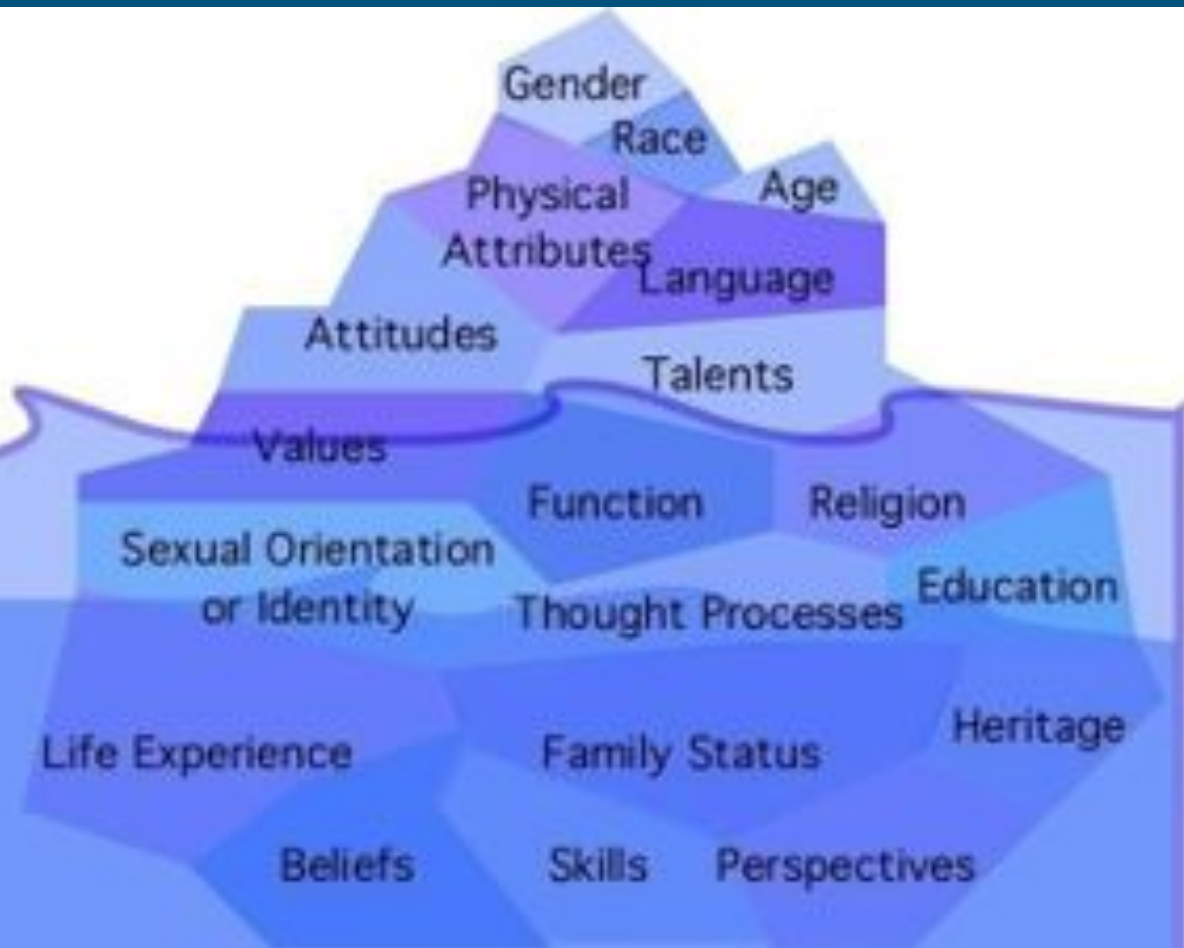 Gender
Race
Age
Physical
Attributes
Language
Attitudes
Talents
Values
Function
Religion
Sexual Orientation
or Identity
Thought Processes
Education
Life Experience
Family Status
Heritage
Beliefs
Skills
Perspectives